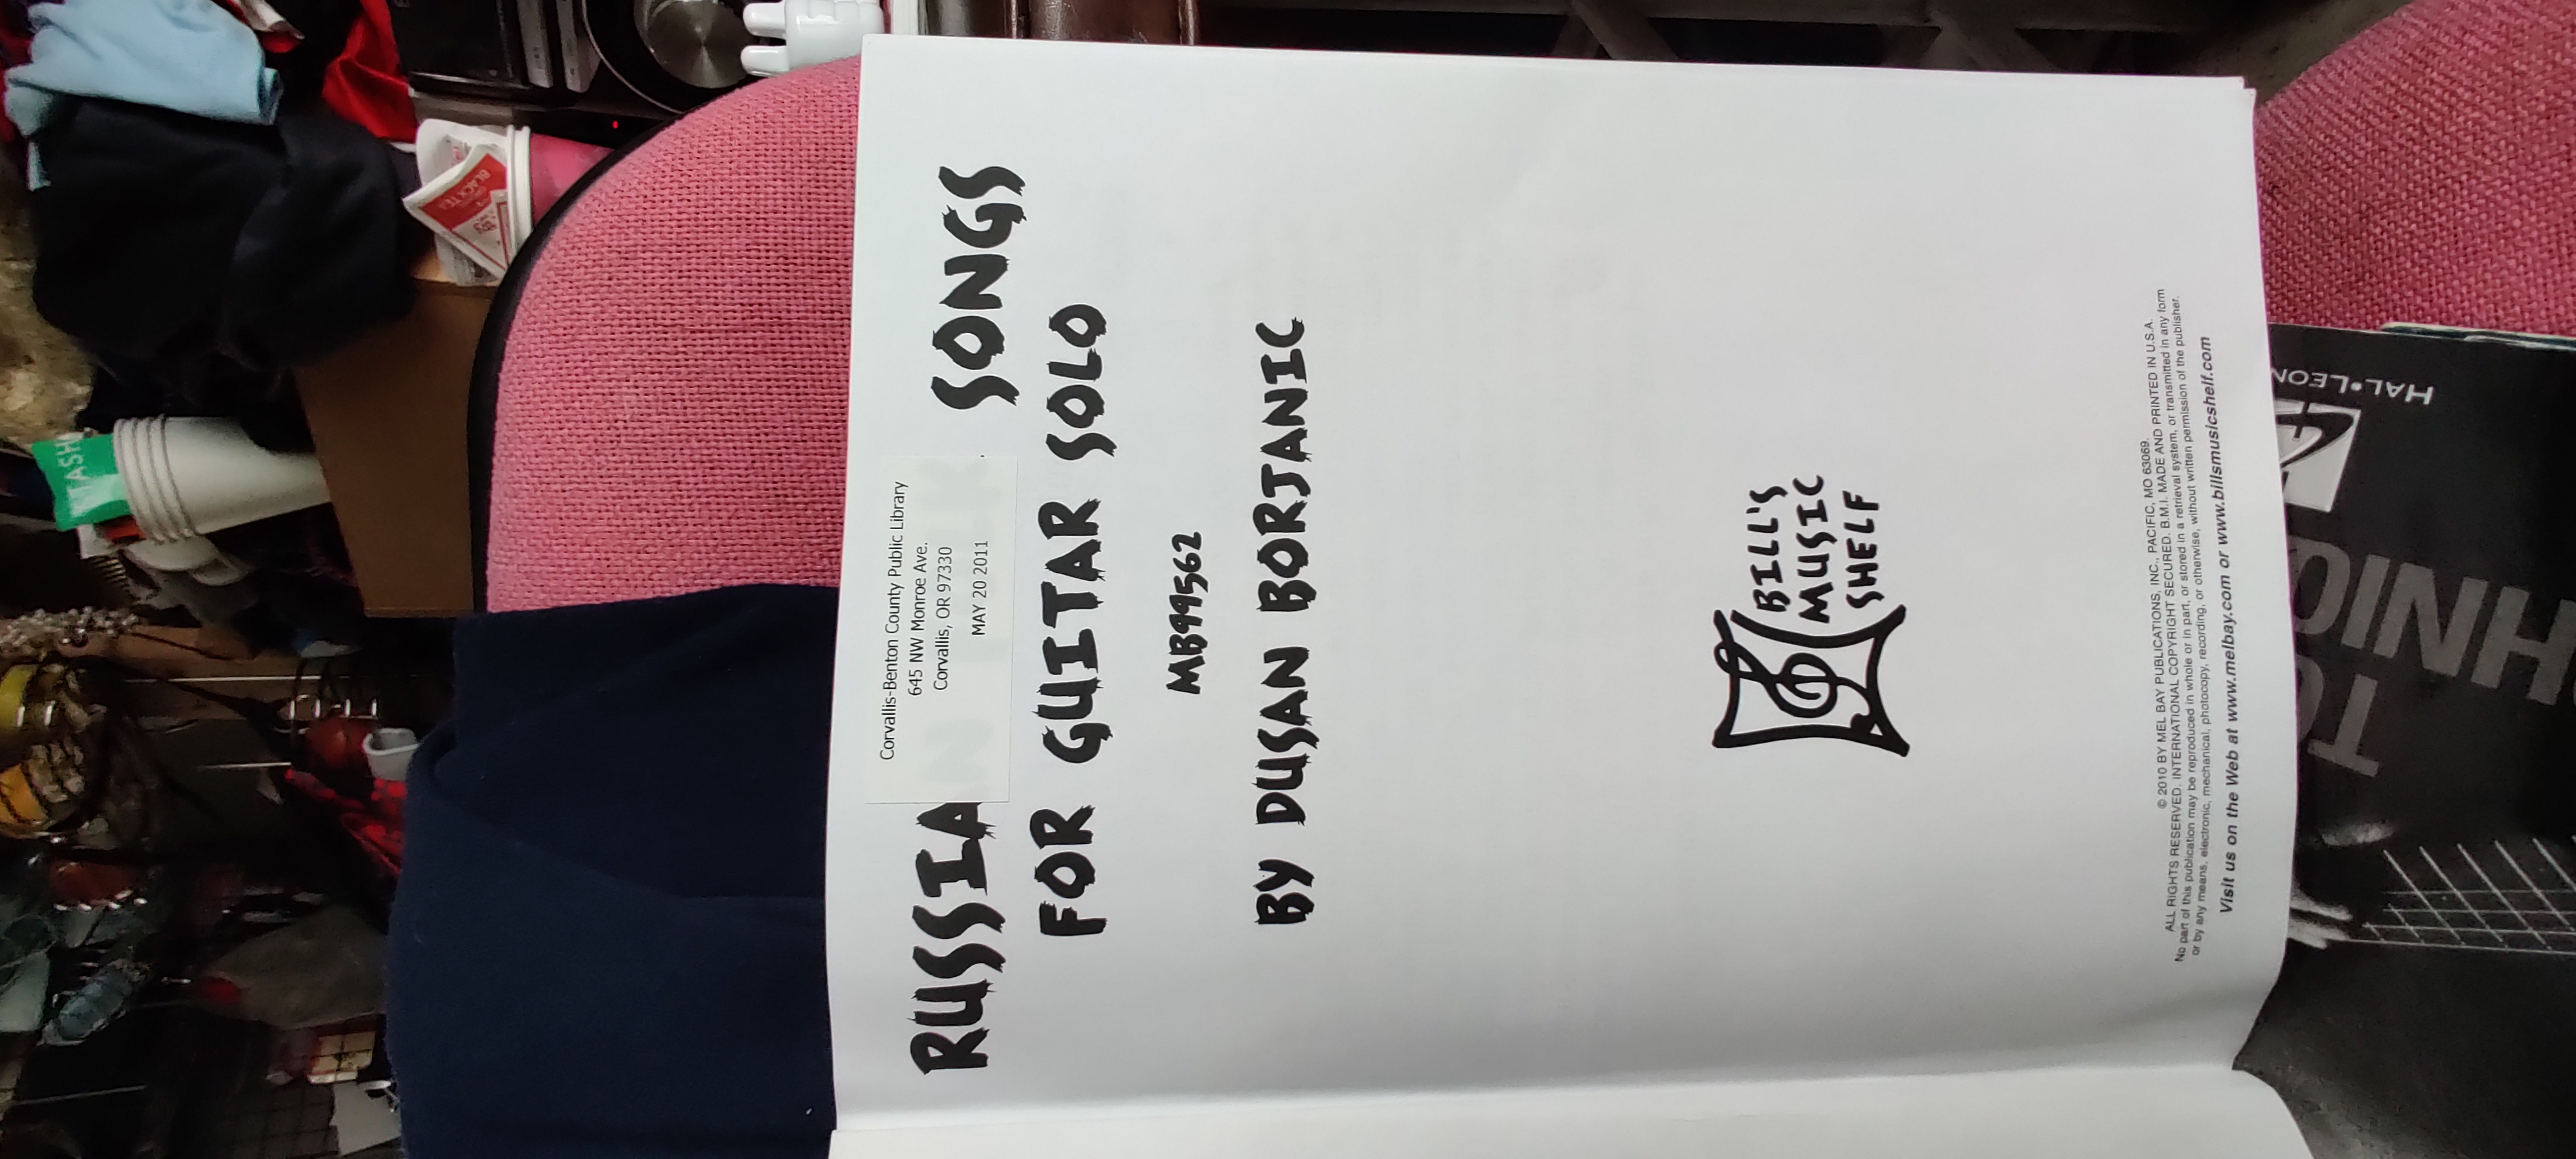 TASH
BLACK TEA
Corvallis-Benton County Public Library
645 NW Monroe Ave.
Corvallis, OR 97330
MAY 20 2011
RUSSIAN SONGS
FOR GUITAR SOLO
MB99562
BY DUSAN BORJANIC
BILL'S
MUSIC
SHELF
© 2010 BY MEL BAY PUBLICATIONS, INC., PACIFIC, MO 63069.
ALL RIGHTS RESERVED. INTERNATIONAL COPYRIGHT SECURED. B.M.I. MADE AND PRINTED IN U.S.A.
No part of this publication may be reproduced in whole or in part, or stored in a retrieval system, or transmitted in any form
or by any means, electronic, mechanical, photocopy, recording, or otherwise, without written permission of the publisher.
Visit us on the Web at www.melbay.com or www.billsmusicshelf.com
HAL•LEON
HNIQ